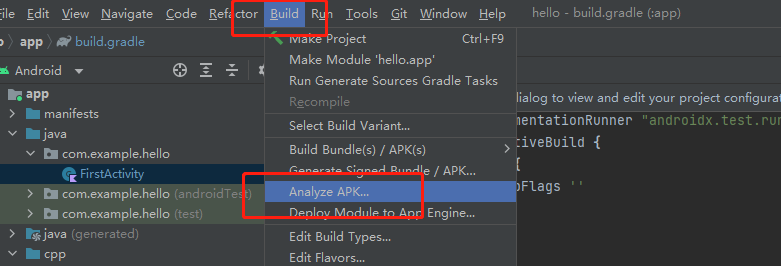 Edit View Navigate Code Refactor Build Run Tools Git Window Help hello - build.gradle (:app)
app build.gradle
Android
app
manifests
java
com.example.hello
FirstActivity
com.example.hello (androidTest)
com.example.hello (test)
java (generated)
cpp
Make Project Ctrl+F9
Make Module 'hello.app'
Run Generate Sources Gradle Tasks
Recompile
Select Build Variant...
Build Bundle(s) / APK(s)
Generate Signed Bundle / APK...
Analyze APK...
Deploy Module to App Engine...
Edit Build Types...
Edit Flavors...
dialog to view and edit your project configurat
mentationRunner "androidx.test.run
tiveBuild {
{
pFlags ''